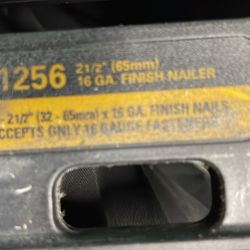 1256 2 1/2" (65mm)
16 GA. FINISH NAILER
- 2 1/2" (32 - 65mm) x 16 GA. FINISH NAILS
CCEPTS ONLY 16 GAUGE FASTENERS